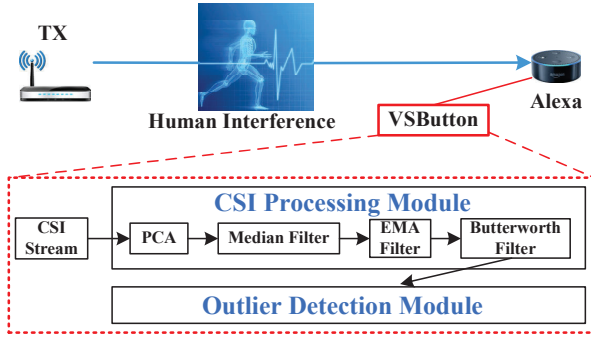 TX
Human Interference
Alexa
VSButton
CSI Processing Module
CSI
Stream
PCA
Median Filter
EMA
Filter
Butterworth
Filter
Outlier Detection Module